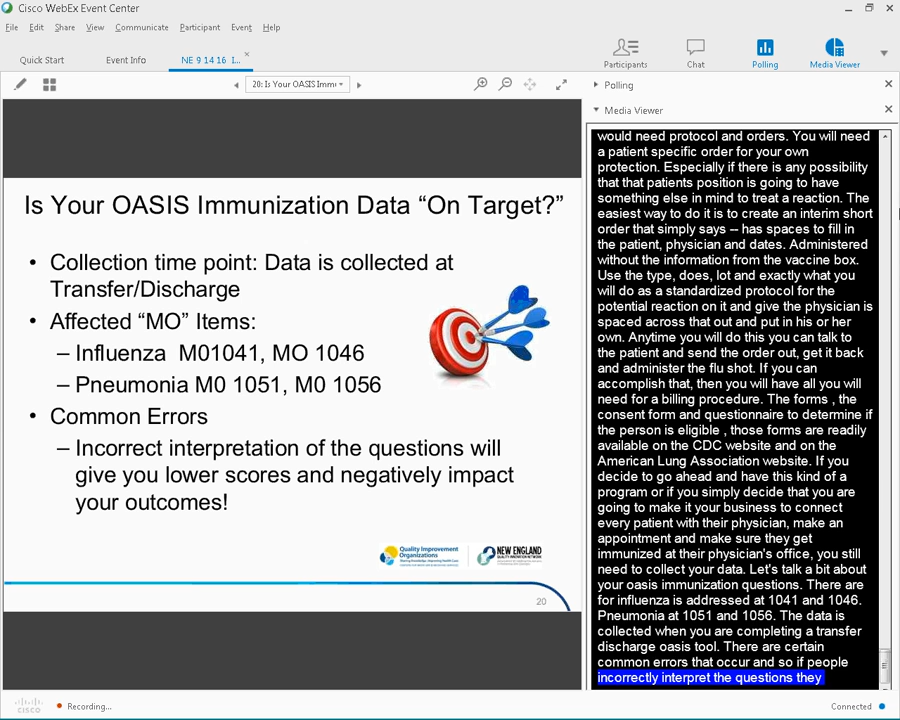 Cisco WebEx Event Center
File Edit Share View Communicate Participant Event Help
Quick Start Event Info NE 9 14 16 I...
Participants Chat Polling Media Viewer
20: Is Your OASIS Immu
Polling
Media Viewer
Is Your OASIS Immunization Data “On Target?”
• Collection time point: Data is collected at
Transfer/Discharge
• Affected “MO” Items:
– Influenza M01041, MO 1046
– Pneumonia M0 1051, M0 1056
• Common Errors
– Incorrect interpretation of the questions will
give you lower scores and negatively impact
your outcomes!
Quality Improvement
Organizations
NEW ENGLAND
20
would need protocol and orders. You will need
a patient specific order for your own
protection. Especially if there is any possibility
that that patients position is going to have
something else in mind to treat a reaction. The
easiest way to do it is to create an interim short
order that simply says -- has spaces to fill in
the patient, physician and dates. Administered
without the information from the vaccine box.
Use the type, does, lot and exactly what you
will do as a standardized protocol for the
potential reaction on it and give the physician is
spaced across that out and put in his or her
own. Anytime you will do this you can talk to
the patient and send the order out, get it back
and administer the flu shot. If you can
accomplish that, then you will have all you will
need for a billing procedure. The forms , the
consent form and questionnaire to determine if
the person is eligible , those forms are readily
available on the CDC website and on the
American Lung Association website. If you
decide to go ahead and have this kind of a
program or if you simply decide that you are
going to make it your business to connect
every patient with their physician, make an
appointment and make sure they get
immunized at their physician's office, you still
need to collect your data. Let's talk a bit about
your oasis immunization questions. There are
for influenza is addressed at 1041 and 1046.
Pneumonia at 1051 and 1056. The data is
collected when you are completing a transfer
discharge oasis tool. There are certain
common errors that occur and so if people
incorrectly interpret the questions they
CISCO Recording... Connected